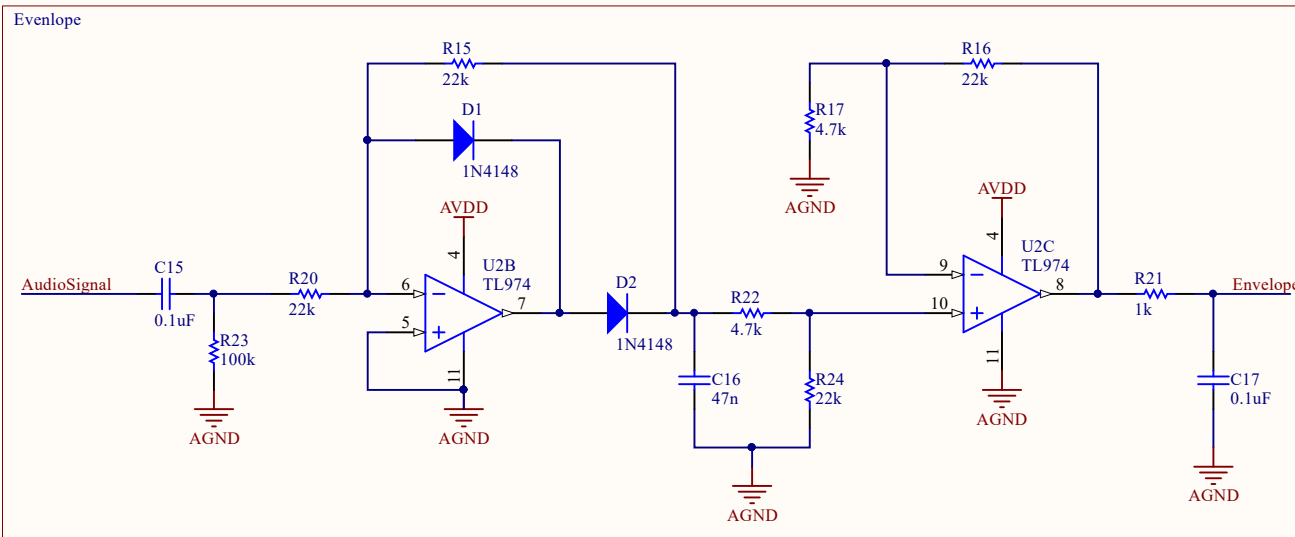 Evenlope
R15
22k
D1
1N4148
AVDD
4
U2B
TL974
6
7
5
11
AGND
AudioSignal
C15
0.1uF
R20
22k
R23
100k
AGND
D2
1N4148
R22
4.7k
C16
47n
R24
22k
AGND
R16
22k
R17
4.7k
AGND
AVDD
4
U2C
TL974
9
8
10
11
AGND
R21
1k
Envelope
C17
0.1uF
AGND